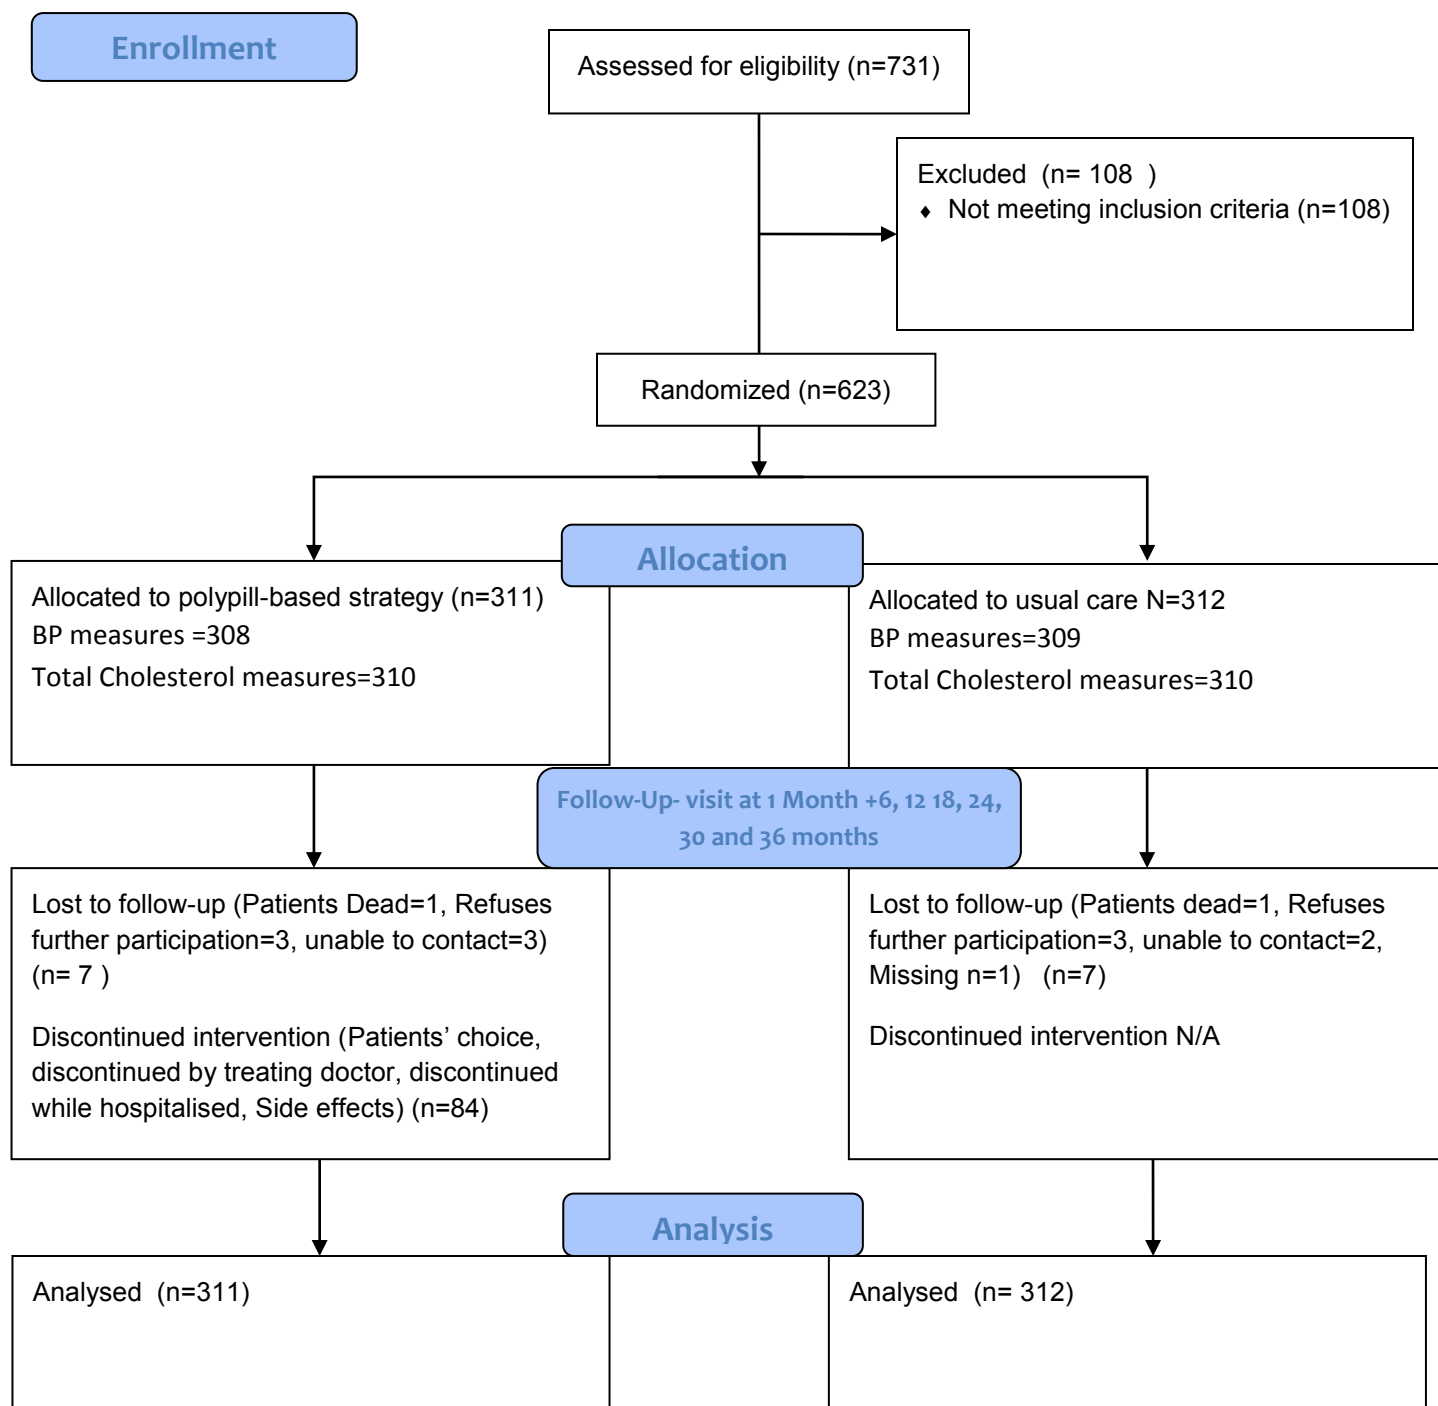 Enrollment
Assessed for eligibility (n=731)
Excluded (n= 108 )
♦ Not meeting inclusion criteria (n=108)
Randomized (n=623)
Allocation
Allocated to polypill-based strategy (n=311)
BP measures =308
Total Cholesterol measures=310
Allocated to usual care N=312
BP measures=309
Total Cholesterol measures=310
Follow-Up- visit at 1 Month +6, 12 18, 24,
30 and 36 months
Lost to follow-up (Patients Dead=1, Refuses
further participation=3, unable to contact=3)
(n= 7 )
Discontinued intervention (Patients’ choice,
discontinued by treating doctor, discontinued
while hospitalised, Side effects) (n=84)
Lost to follow-up (Patients dead=1, Refuses
further participation=3, unable to contact=2,
Missing n=1) (n=7)
Discontinued intervention N/A
Analysis
Analysed (n=311)
Analysed (n= 312)